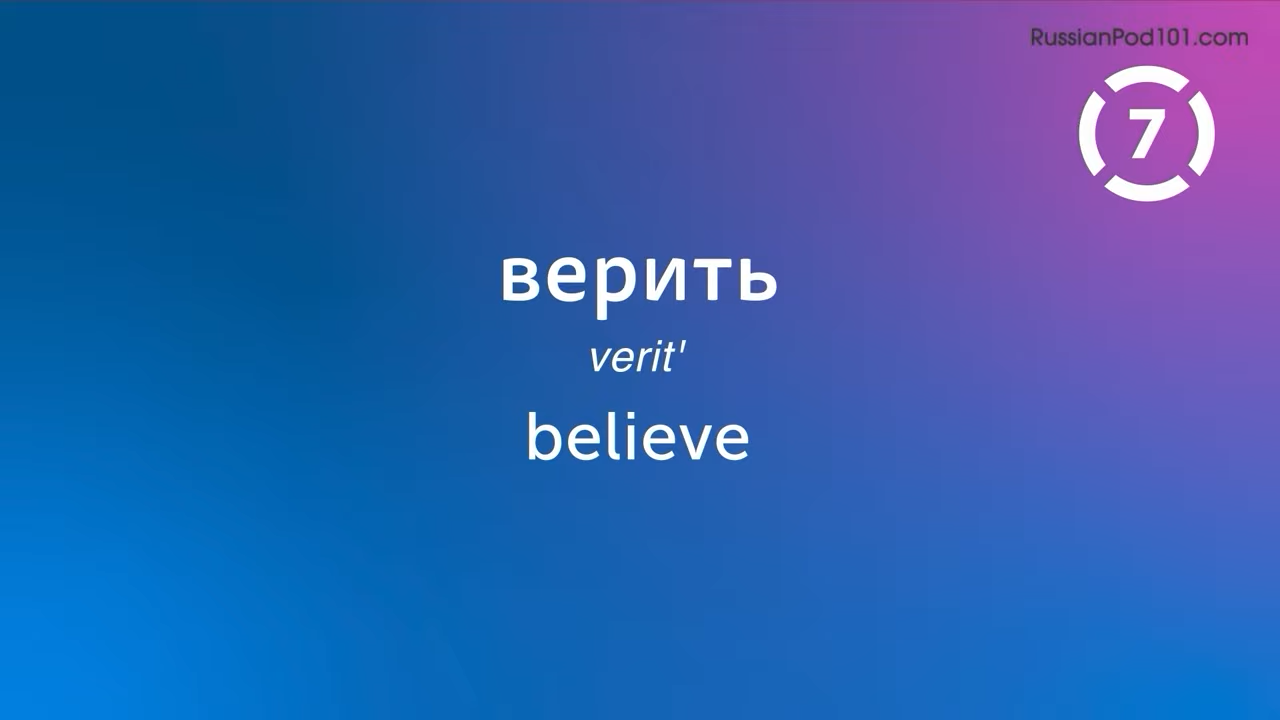 RussianPod101.com
7
верить
verit'
believe